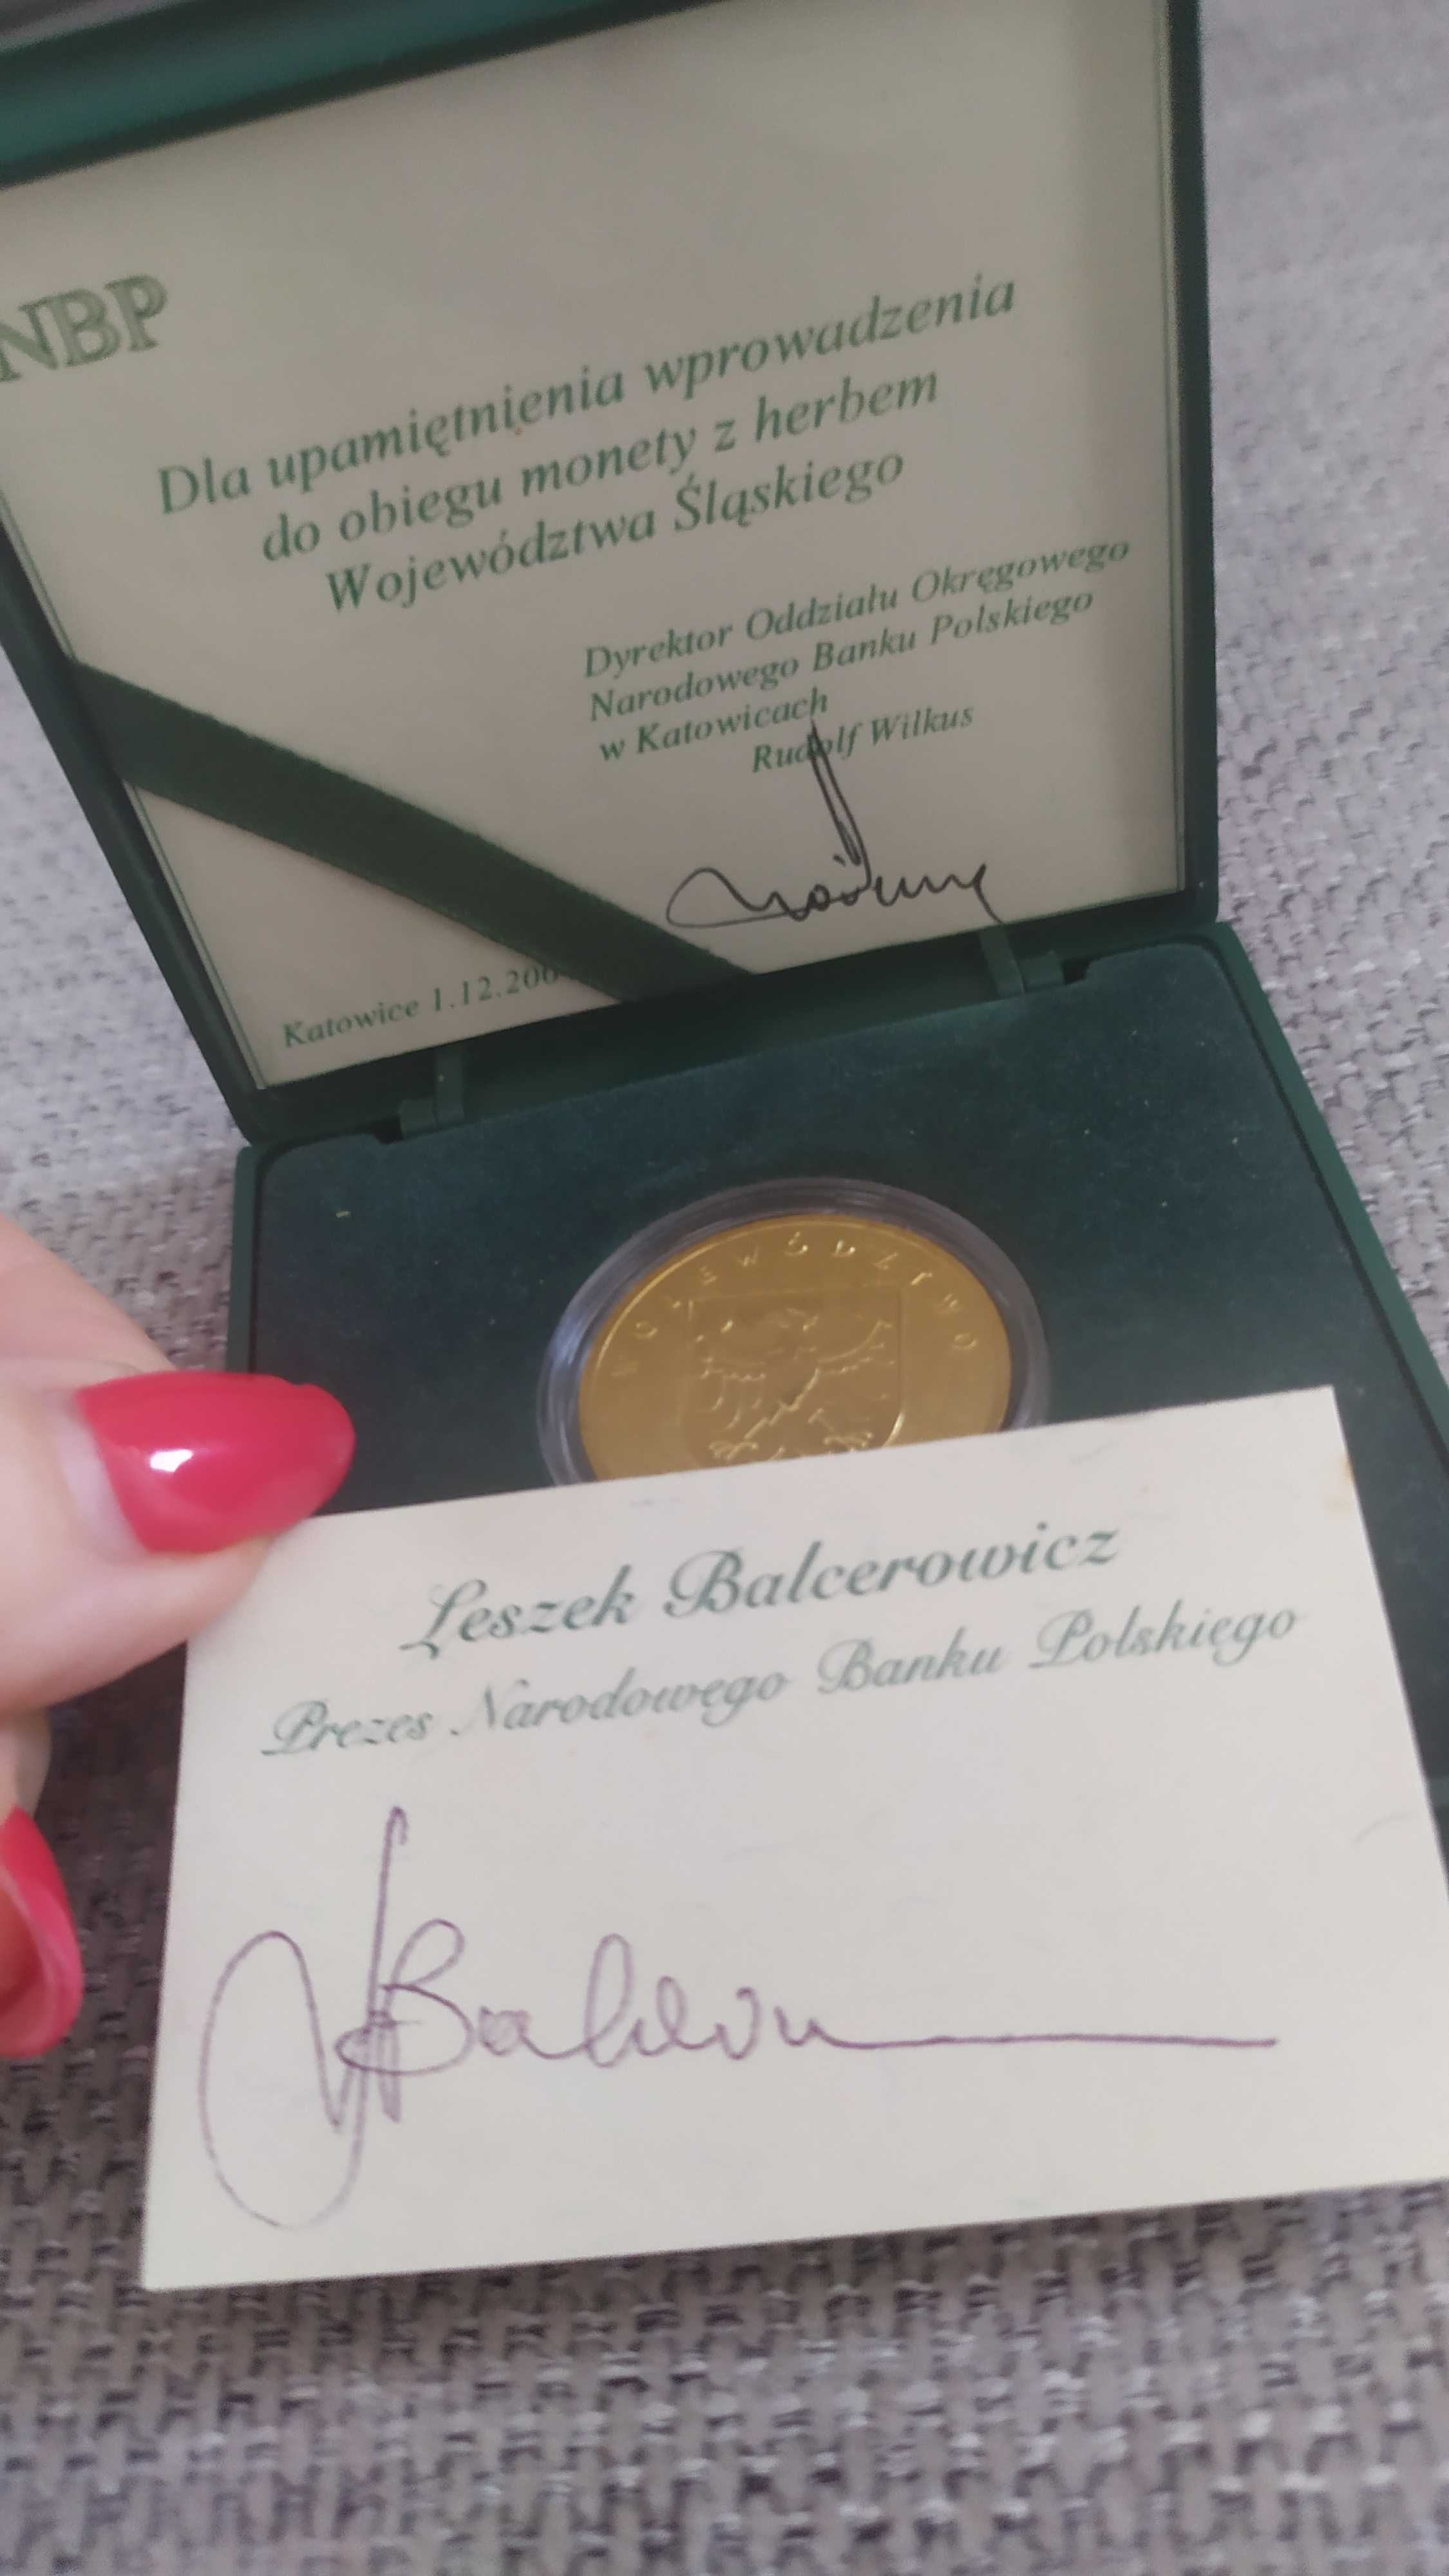 NBP
Dla upamiętnienia wprowadzenia
do obiegu monety z herbem
Województwa Śląskiego
Dyrektor Oddziału Okręgowego
Narodowego Banku Polskiego
w Katowicach
Rudolf Wilkus
Katowice 1.12.200
WOJEWÓDZTWO
Leszek Balcerowicz
Prezes Narodowego Banku Polskiego